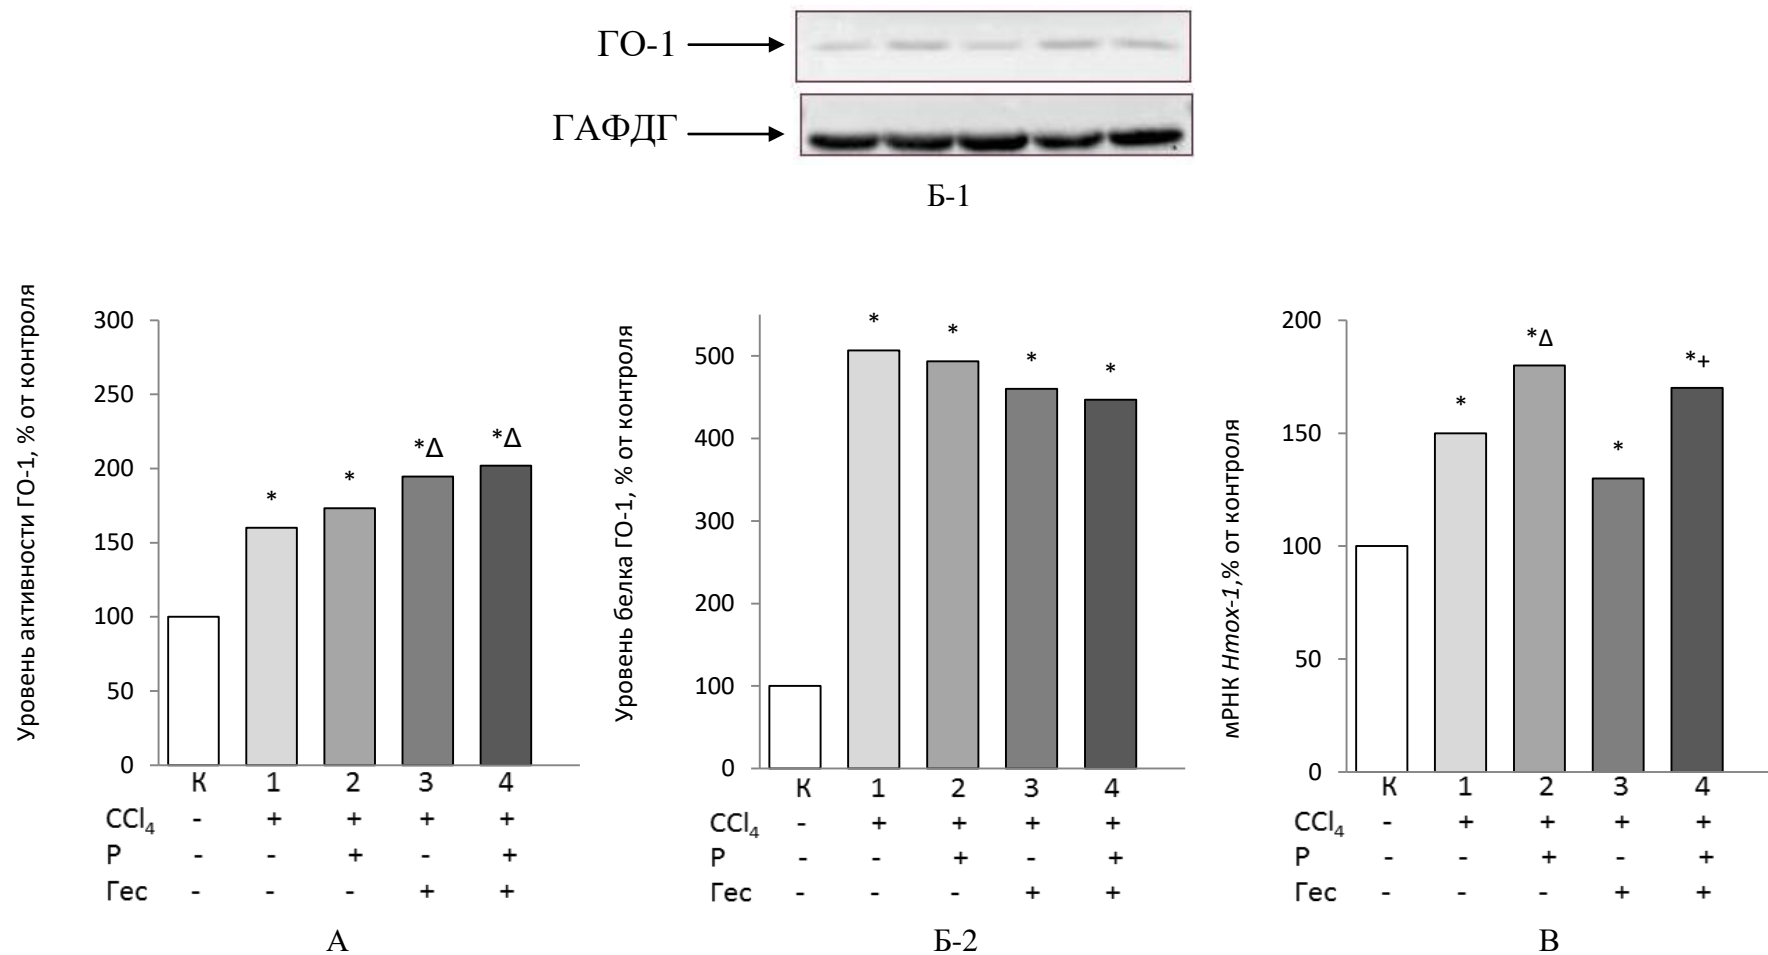 ГО-1
ГАФДГ
Б-1
Уровень активности ГО-1, % от контроля
300
250
200
150
100
50
0
*
*
*Δ
*Δ
К 1 2 3 4
CCl₄ - + + + +
Р - - + - +
Гес - - - + +
А
Уровень белка ГО-1, % от контроля
500
400
300
200
100
0
*
*
*
*
К 1 2 3 4
CCl₄ - + + + +
Р - - + - +
Гес - - - + +
Б-2
мРНК Hmox-1,% от контроля
200
150
100
50
0
*
*Δ
*
*+
К 1 2 3 4
CCl₄ - + + + +
Р - - + - +
Гес - - - + +
В